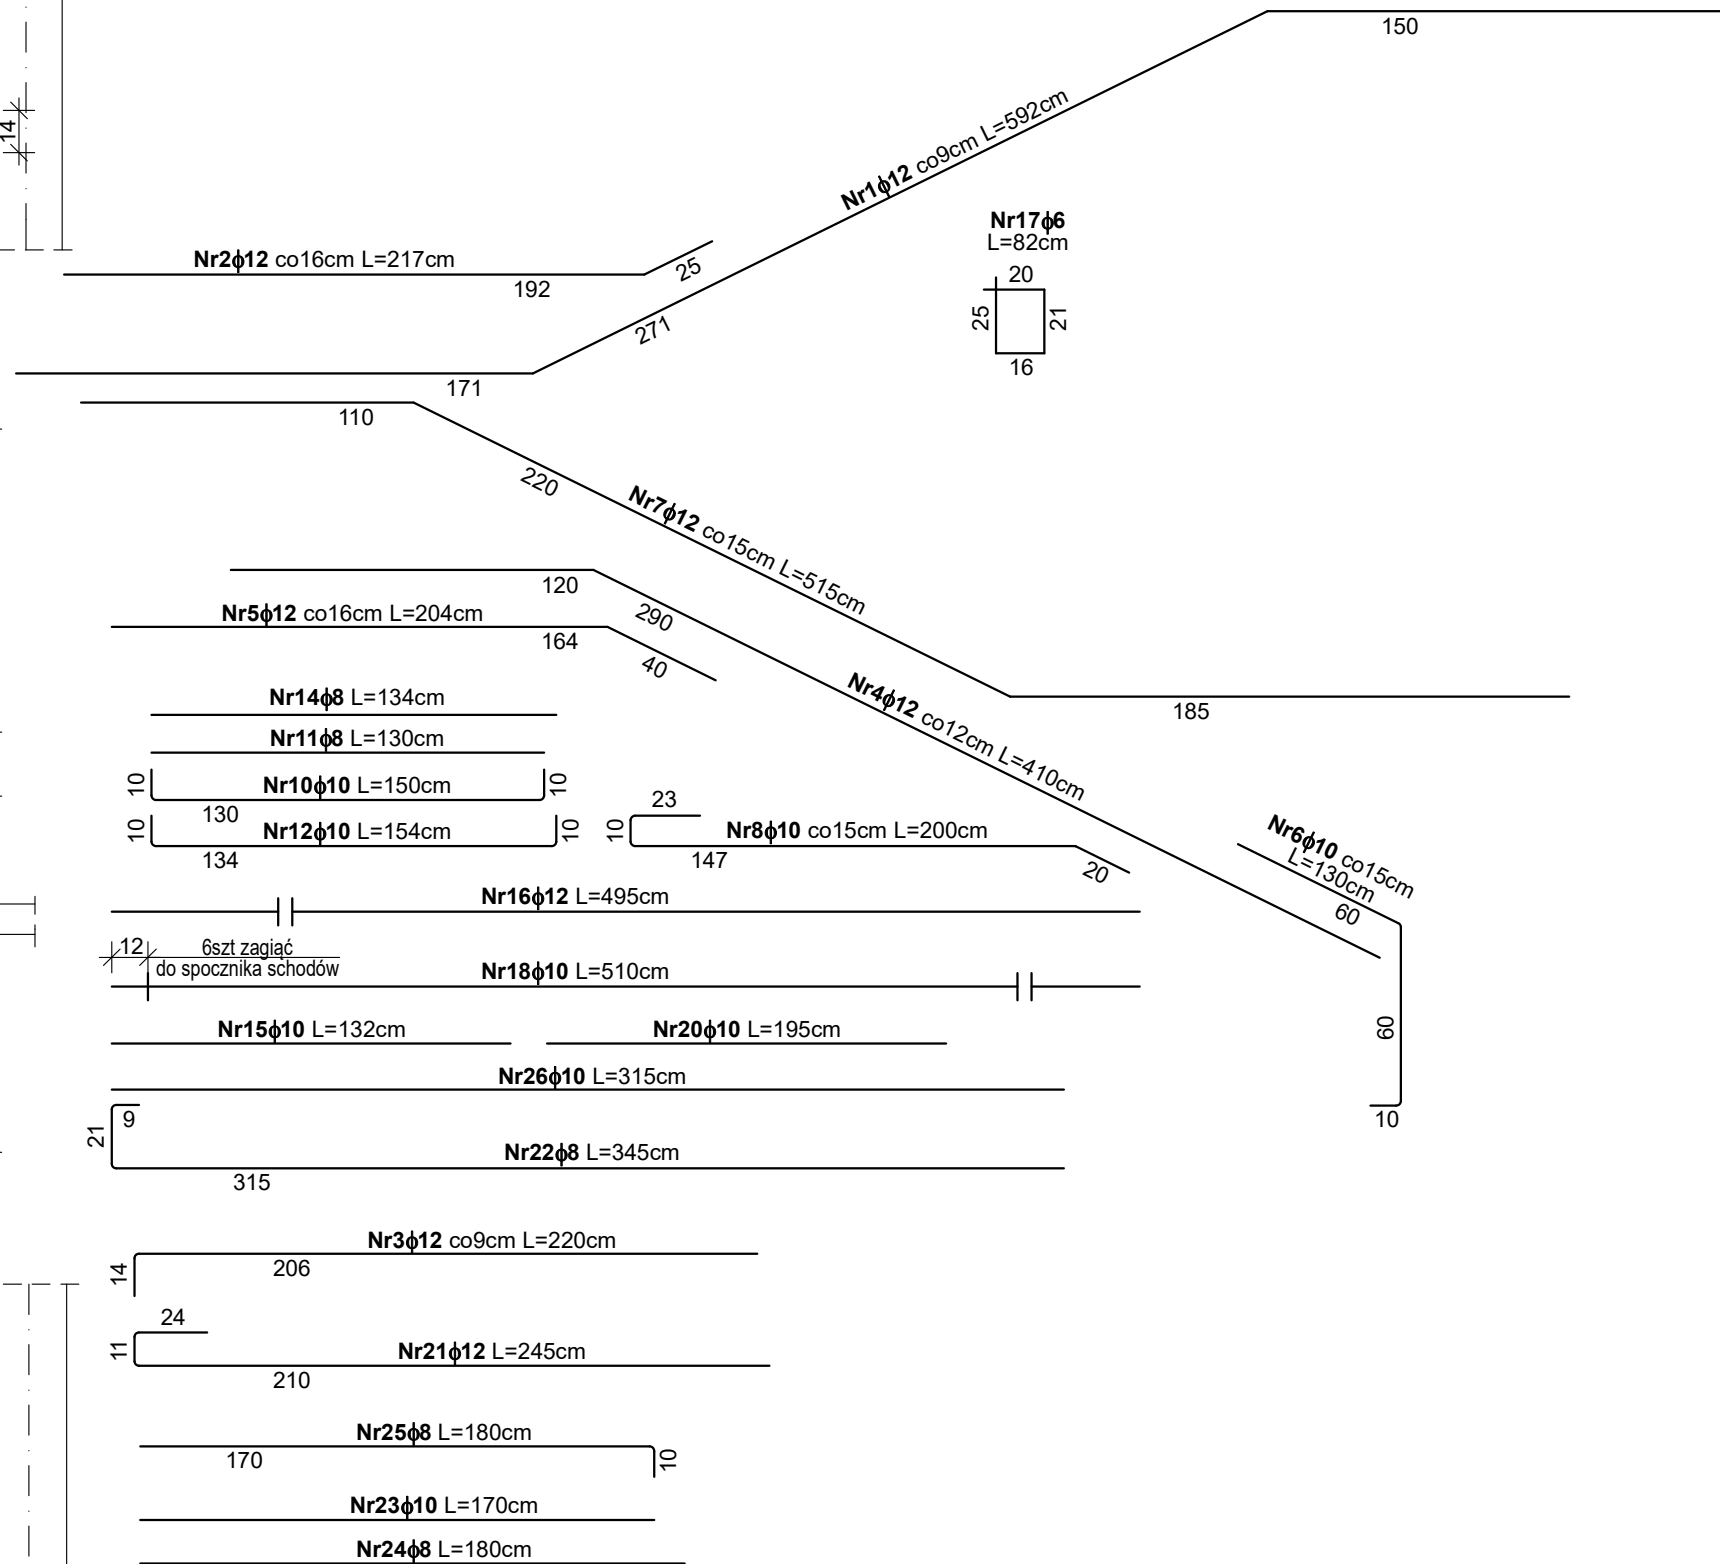 150
14
Nr1ϕ12 co9cm L=592cm
Nr17ϕ6
L=82cm
20
25
21
16
Nr2ϕ12 co16cm L=217cm
192
25
271
171
110
220
Nr7ϕ12 co15cm L=515cm
185
120
290
Nr4ϕ12 co12cm L=410cm
Nr5ϕ12 co16cm L=204cm
164
40
Nr14ϕ8 L=134cm
Nr11ϕ8 L=130cm
10
Nr10ϕ10 L=150cm
10
130
10
Nr12ϕ10 L=154cm
10
134
23
10
Nr8ϕ10 co15cm L=200cm
147
20
Nr6ϕ10 co15cm
L=130cm
60
60
10
Nr16ϕ12 L=495cm
12
6szt zagiąć
do spocznika schodów
Nr18ϕ10 L=510cm
Nr15ϕ10 L=132cm
Nr20ϕ10 L=195cm
Nr26ϕ10 L=315cm
9
21
Nr22ϕ8 L=345cm
315
Nr3ϕ12 co9cm L=220cm
14
206
24
11
Nr21ϕ12 L=245cm
210
Nr25ϕ8 L=180cm
170
10
Nr23ϕ10 L=170cm
Nr24ϕ8 L=180cm